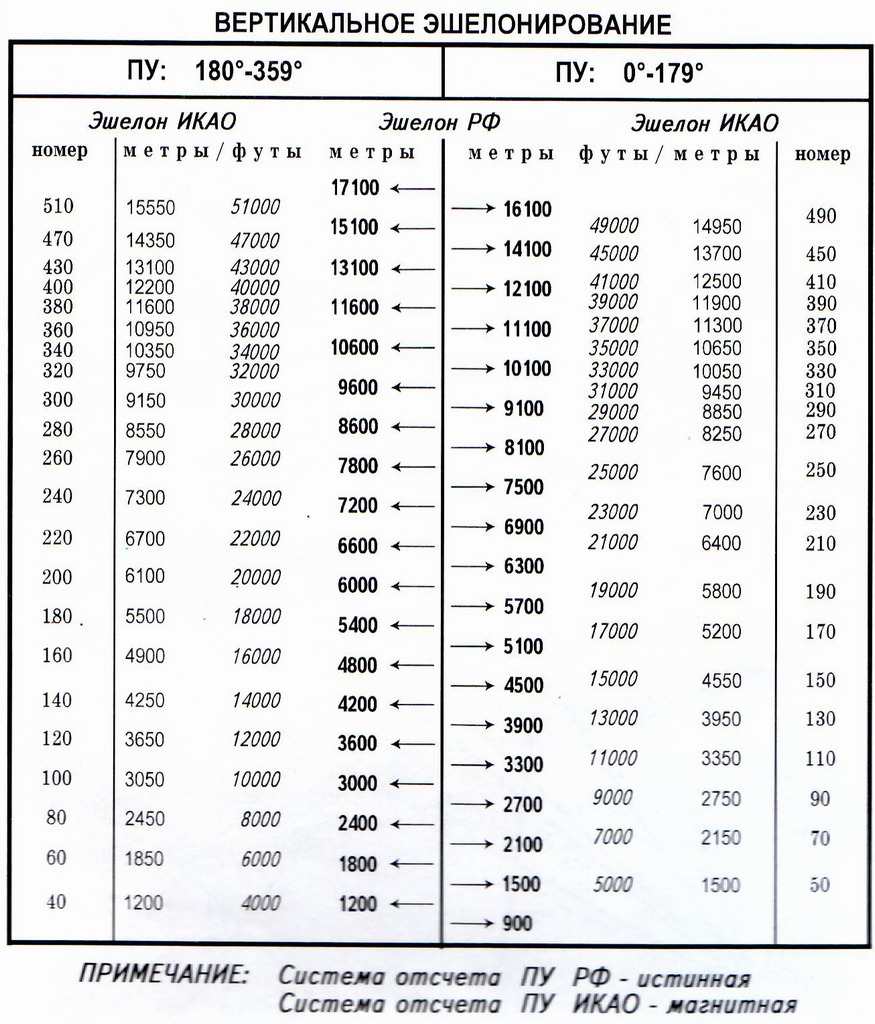 ВЕРТИКАЛЬНОЕ ЭШЕЛОНИРОВАНИЕ
ПУ: 180°-359° ПУ: 0°-179°
Эшелон ИКАО Эшелон РФ Эшелон ИКАО
номер метры/футы метры метры футы/метры номер
17100 ←
510 15550 51000 → 16100
49000 14950 490
15100 ←
470 14350 47000 → 14100 45000 13700 450
430 13100 43000 13100 ←
41000 12500 410
400 12200 40000 → 12100
39000 11900 390
380 11600 38000 11600 ←
360 10950 36000 → 11100 37000 11300 370
340 10350 34000 10600 ← 35000 10650 350
320 9750 32000 → 10100 33000 10050 330
9600 ← 31000 9450 310
300 9150 30000
→ 9100 29000 8850 290
280 8550 28000 8600 ← 27000 8250 270
→ 8100
260 7900 26000 7800 ←
25000 7600 250
→ 7500
240 7300 24000 7200 ←
23000 7000 230
→ 6900
220 6700 22000 6600 ← 21000 6400 210
→ 6300
200 6100 20000 6000 ←
19000 5800 190
→ 5700
180 5500 18000 5400 ←
17000 5200 170
→ 5100
160 4900 16000 4800 ←
→ 4500 15000 4550 150
140 4250 14000 4200 ←
→ 3900 13000 3950 130
120 3650 12000 3600 ←
→ 3300 11000 3350 110
100 3050 10000 3000 ←
→ 2700 9000 2750 90
80 2450 8000 2400 ←
→ 2100 7000 2150 70
60 1850 6000 1800 ←
→ 1500 5000 1500 50
40 1200 4000 1200 ←
→ 900
ПРИМЕЧАНИЕ: Система отсчета ПУ РФ - истинная
Система отсчета ПУ ИКАО - магнитная